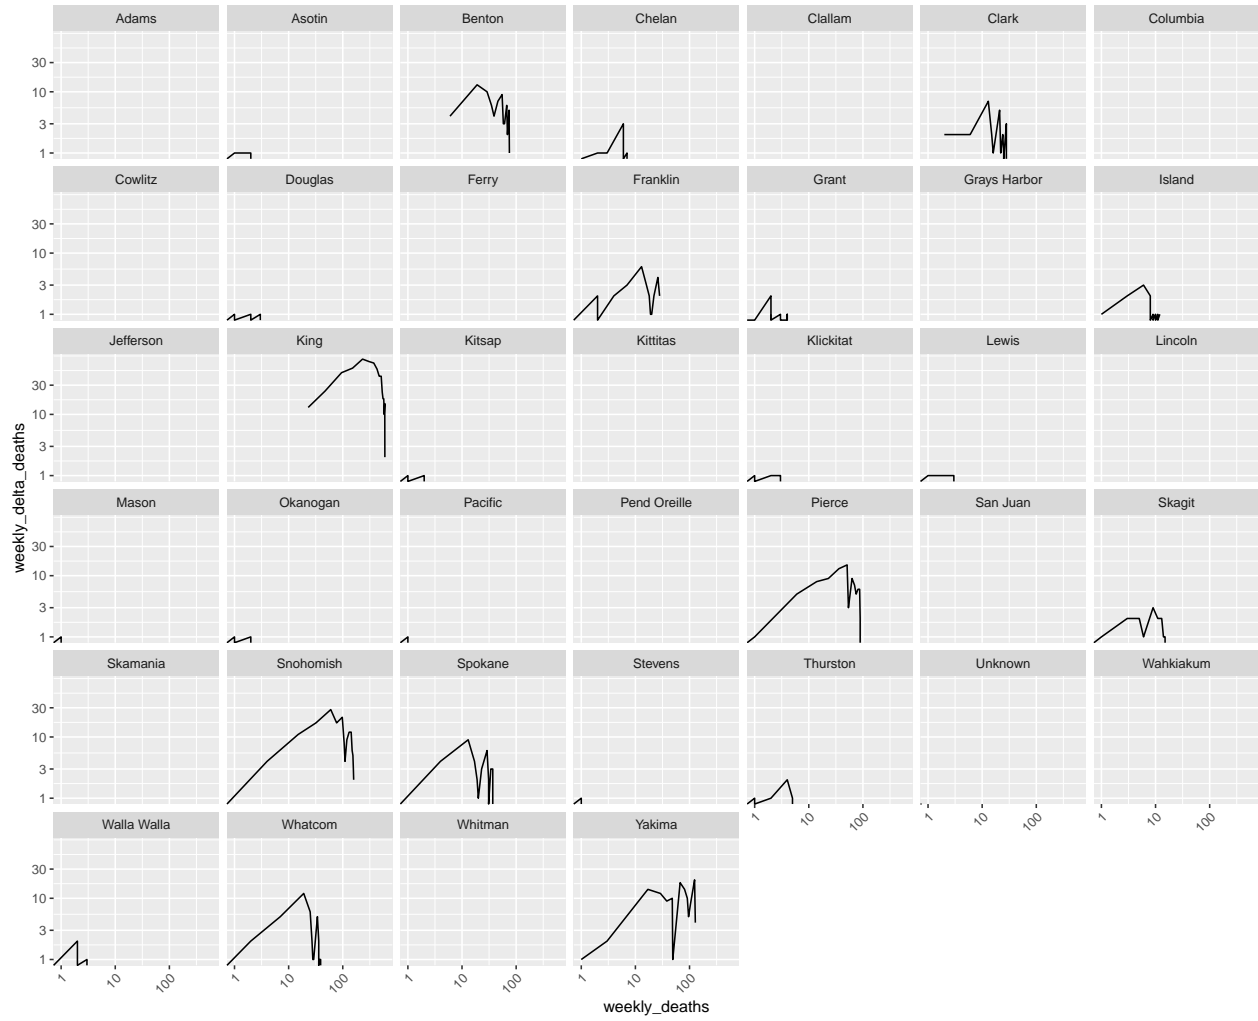 Adams Asotin Benton Chelan Clallam Clark Columbia
30
10
3
1
Cowlitz Douglas Ferry Franklin Grant Grays Harbor Island
30
10
3
1
Jefferson King Kitsap Kittitas Klickitat Lewis Lincoln
30
10
3
1
weekly_delta_deaths
Mason Okanogan Pacific Pend Oreille Pierce San Juan Skagit
30
10
3
1
Skamania Snohomish Spokane Stevens Thurston Unknown Wahkiakum
30
10
3
1
1 10 100 1 10 100 1 10 100
Walla Walla Whatcom Whitman Yakima
30
10
3
1
1 10 100 1 10 100 1 10 100 1 10 100
weekly_deaths